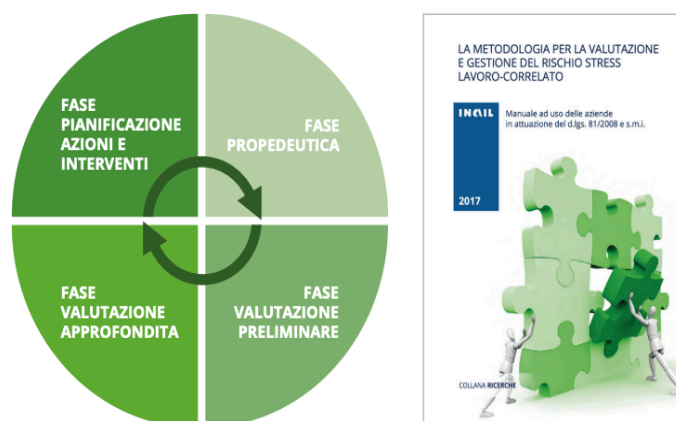 FASE
PIANIFICAZIONE
AZIONI E
INTERVENTI
FASE
PROPEDEUTICA
FASE
VALUTAZIONE
APPROFONDITA
FASE
VALUTAZIONE
PRELIMINARE
LA METODOLOGIA PER LA VALUTAZIONE
E GESTIONE DEL RISCHIO STRESS
LAVORO-CORRELATO
INAIL
Manuale ad uso delle aziende
in attuazione del d.lgs. 81/2008 e s.m.i.
2017
COLLANA RICERCHE